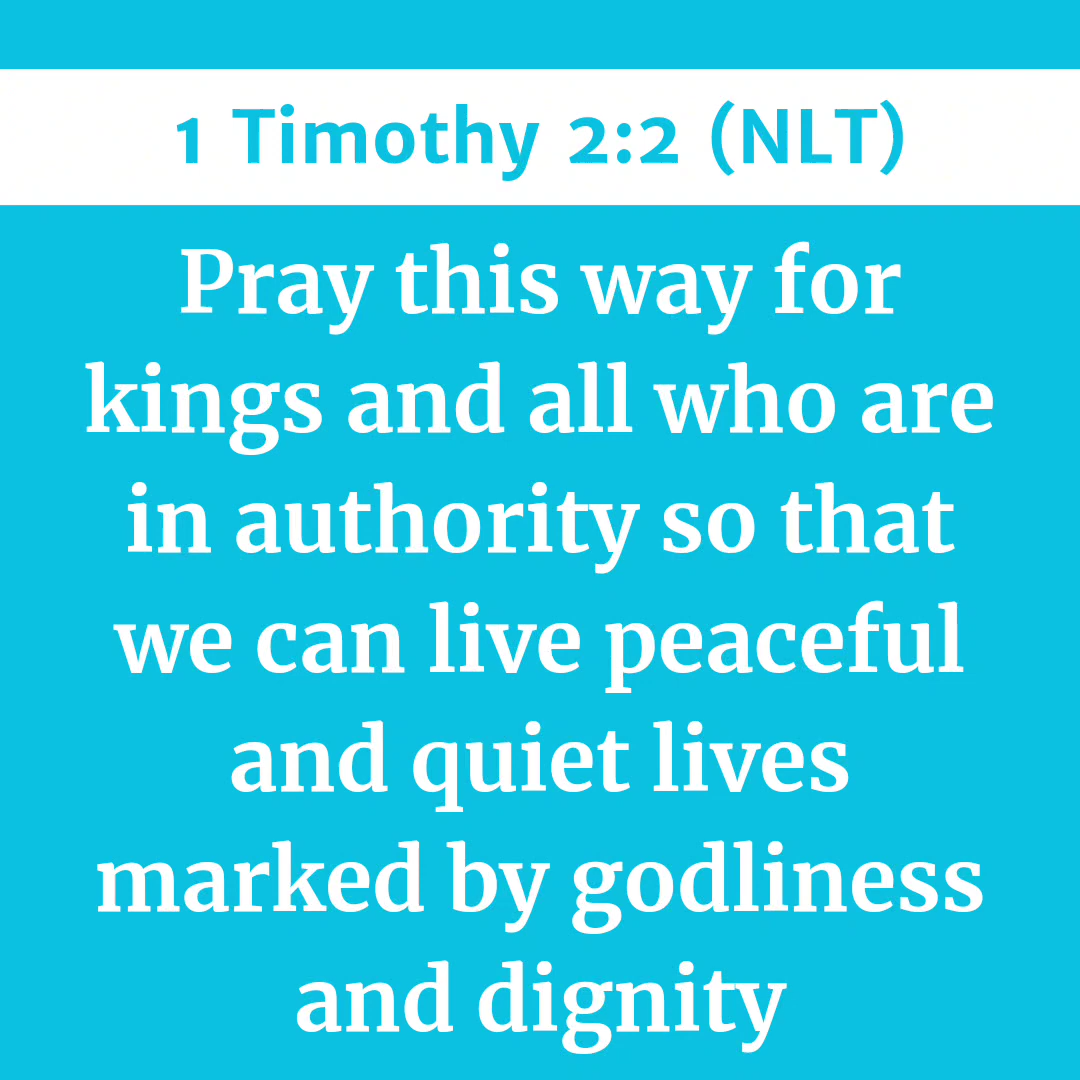 1 Timothy 2:2 (NLT)
Pray this way for
kings and all who are
in authority so that
we can live peaceful
and quiet lives
marked by godliness
and dignity